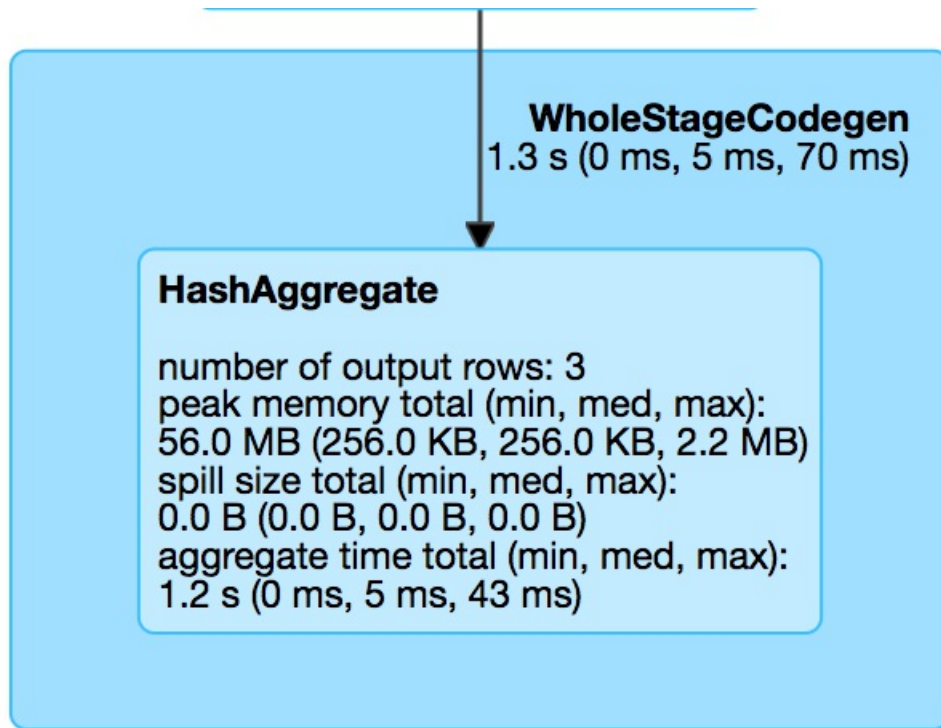 WholeStageCodegen
1.3 s (0 ms, 5 ms, 70 ms)
HashAggregate
number of output rows: 3
peak memory total (min, med, max):
56.0 MB (256.0 KB, 256.0 KB, 2.2 MB)
spill size total (min, med, max):
0.0 B (0.0 B, 0.0 B, 0.0 B)
aggregate time total (min, med, max):
1.2 s (0 ms, 5 ms, 43 ms)